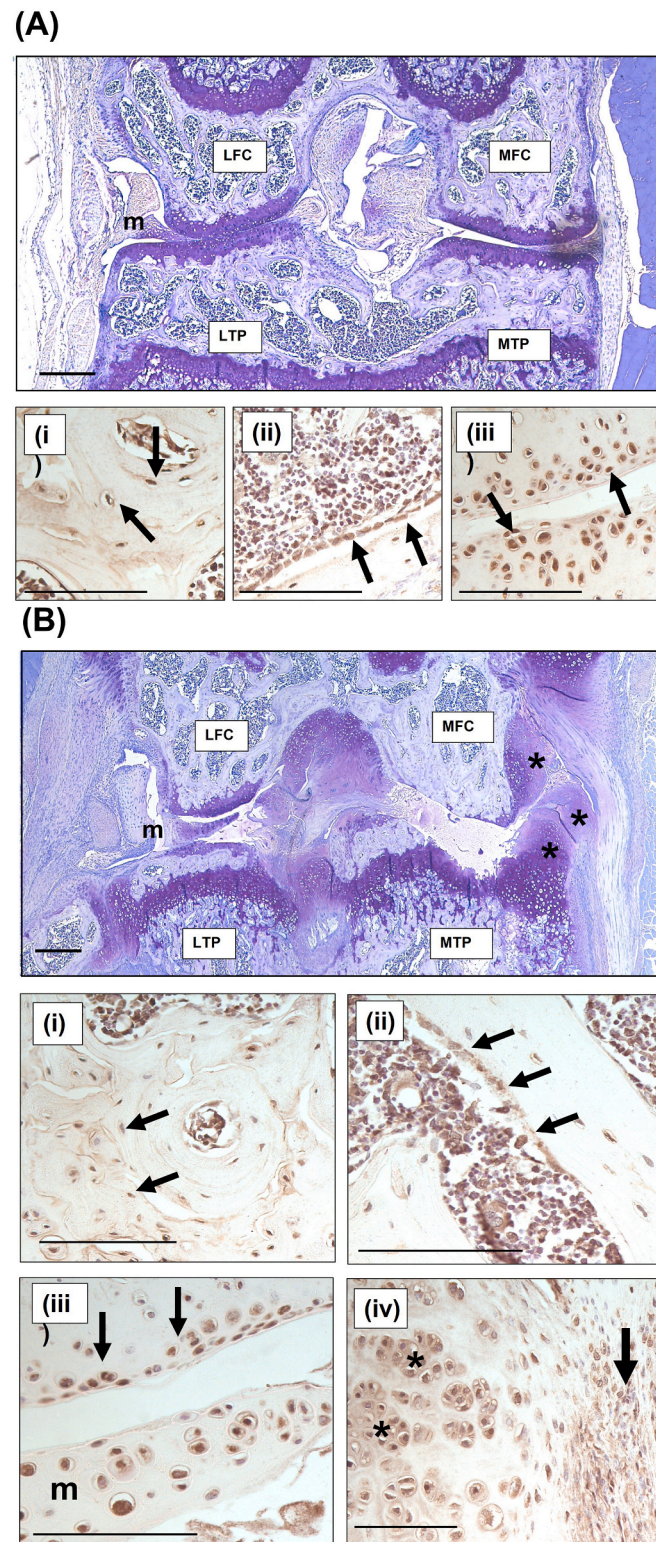 (A)
LFC
MFC
m
LTP
MTP
(i
)
(ii)
(iii
)
(B)
LFC
MFC
*
m
*
*
LTP
MTP
(i)
(ii)
(iii
)
(iv)
*
*
m